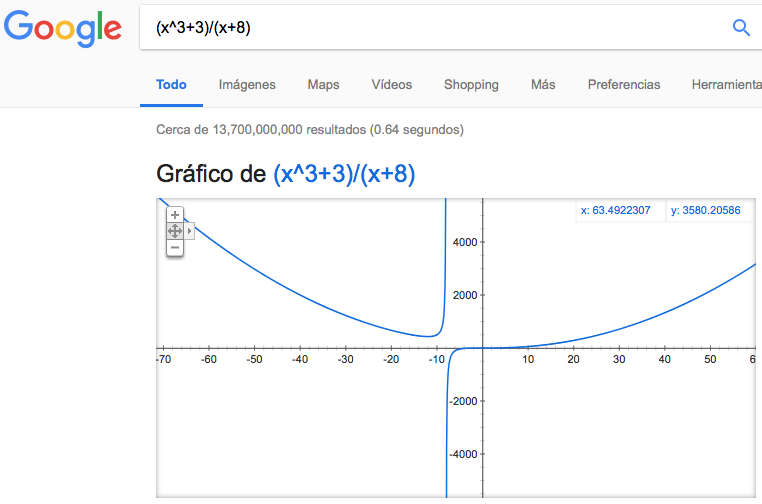 Google (x^3+3)/(x+8)
Todo Imágenes Maps Vídeos Shopping Más Preferencias Herramienta
Cerca de 13,700,000,000 resultados (0.64 segundos)
Gráfico de (x^3+3)/(x+8)
x: 63.4922307 y: 3580.20586
4000
2000
-70 -60 -50 -40 -30 -20 -10 10 20 30 40 50 6
-2000
-4000